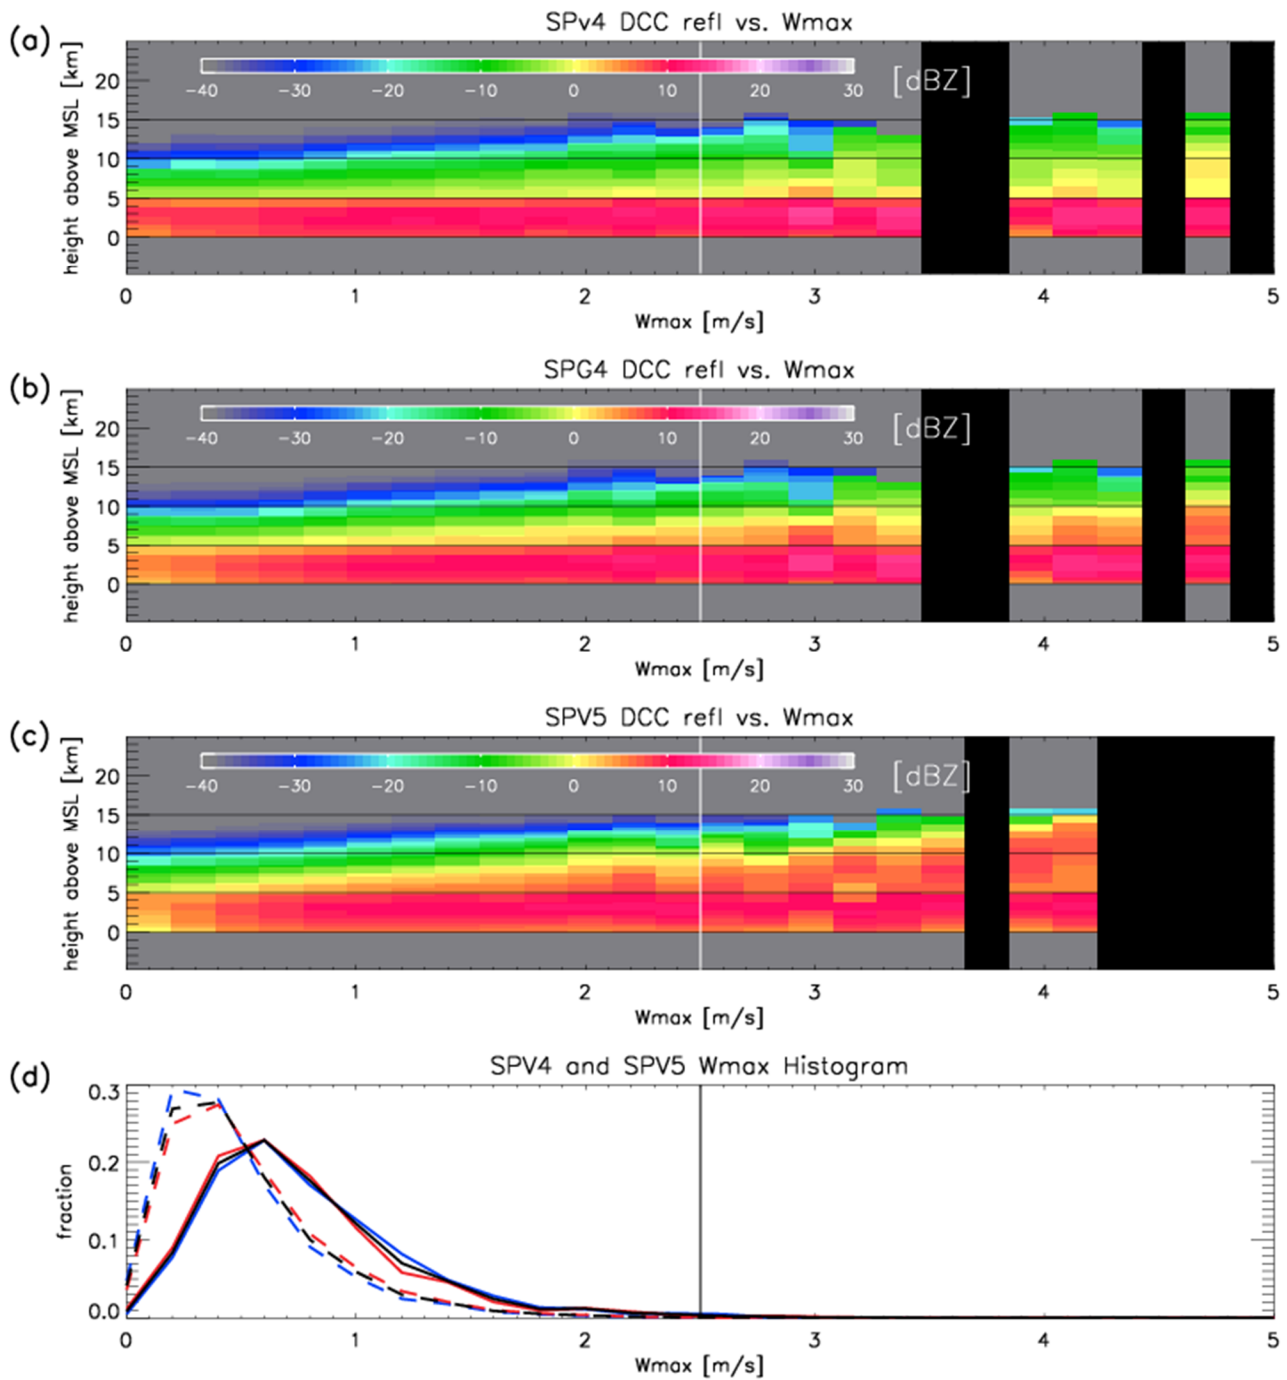 (a)
SPv4 DCC refl vs. Wmax
height above MSL [km]
20
15
10
5
0
-40 -30 -20 -10 0 10 20 30
[dBZ]
0 1 2 3 4 5
Wmax [m/s]
(b)
SPG4 DCC refl vs. Wmax
height above MSL [km]
20
15
10
5
0
-40 -30 -20 -10 0 10 20 30
[dBZ]
0 1 2 3 4 5
Wmax [m/s]
(c)
SPV5 DCC refl vs. Wmax
height above MSL [km]
20
15
10
5
0
-40 -30 -20 -10 0 10 20 30
[dBZ]
0 1 2 3 4 5
Wmax [m/s]
(d)
SPV4 and SPV5 Wmax Histogram
fraction
0.3
0.2
0.1
0.0
0 1 2 3 4 5
Wmax [m/s]